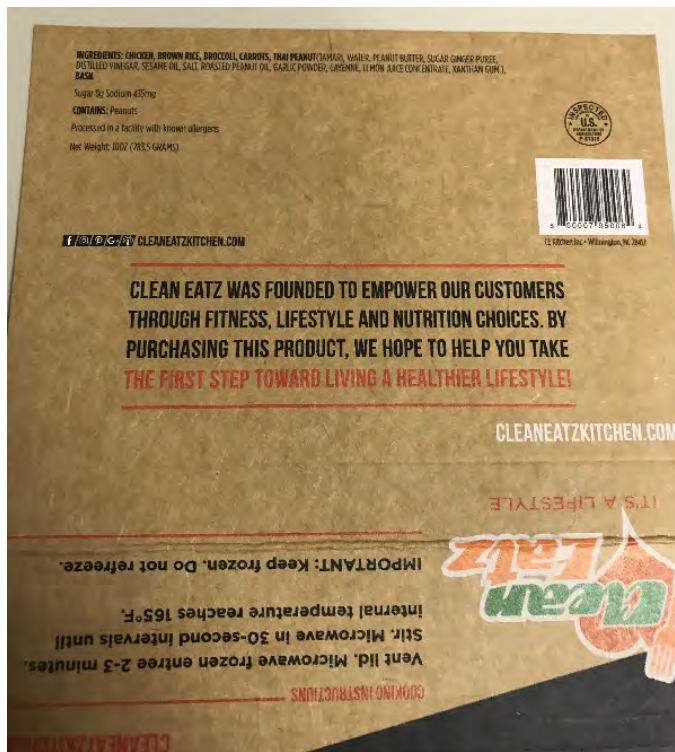 INGREDIENTS: CHICKEN, BROWN RICE, BROCCOLI, CARROTS, THAI PEANUT(TAMARI, WATER, PEANUT BUTTER, SUGAR GINGER PUREE,
DISTILLED VINEGAR, SESAME OIL, SALT, ROASTED PEANUT OIL, GARLIC POWDER, CAYENNE, LEMON JUICE CONCENTRATE, XANTHAN GUM),
BASIL
Sugar 8g Sodium 435mg
CONTAINS: Peanuts
Processed in a facility with known allergens
Net Weight: 10OZ (283.5 GRAMS)
INSPECTED
U.S.
DEPARTMENT OF
AGRICULTURE
CE Kitchen Inc • Wilmington, NC 28412
CLEANEATZKITCHEN.COM
CLEAN EATZ WAS FOUNDED TO EMPOWER OUR CUSTOMERS
THROUGH FITNESS, LIFESTYLE AND NUTRITION CHOICES. BY
PURCHASING THIS PRODUCT, WE HOPE TO HELP YOU TAKE
THE FIRST STEP TOWARD LIVING A HEALTHIER LIFESTYLE!
CLEANEATZKITCHEN.COM
Clean
Eatz
IT'S A LIFESTYLE
COOKING INSTRUCTIONS
Vent lid. Microwave frozen entree 2-3 minutes.
Stir. Microwave in 30-second intervals until
internal temperature reaches 165°F.
IMPORTANT: Keep frozen. Do not refreeze.